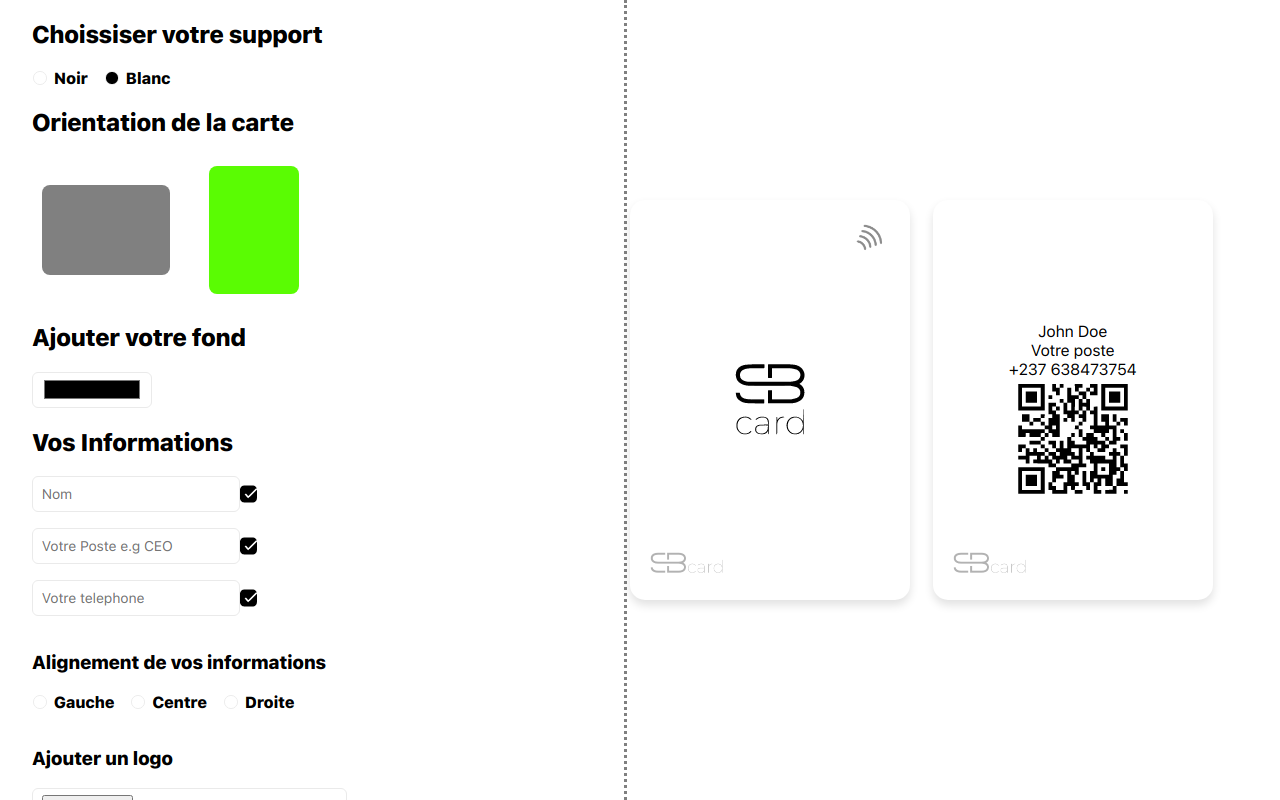 Choissiser votre support
Noir
Blanc
Orientation de la carte
Ajouter votre fond
Vos Informations
Nom
Votre Poste e.g CEO
Votre telephone
Alignement de vos informations
Gauche
Centre
Droite
Ajouter un logo
SB
card
SBcard
John Doe
Votre poste
+237 638473754
SBcard